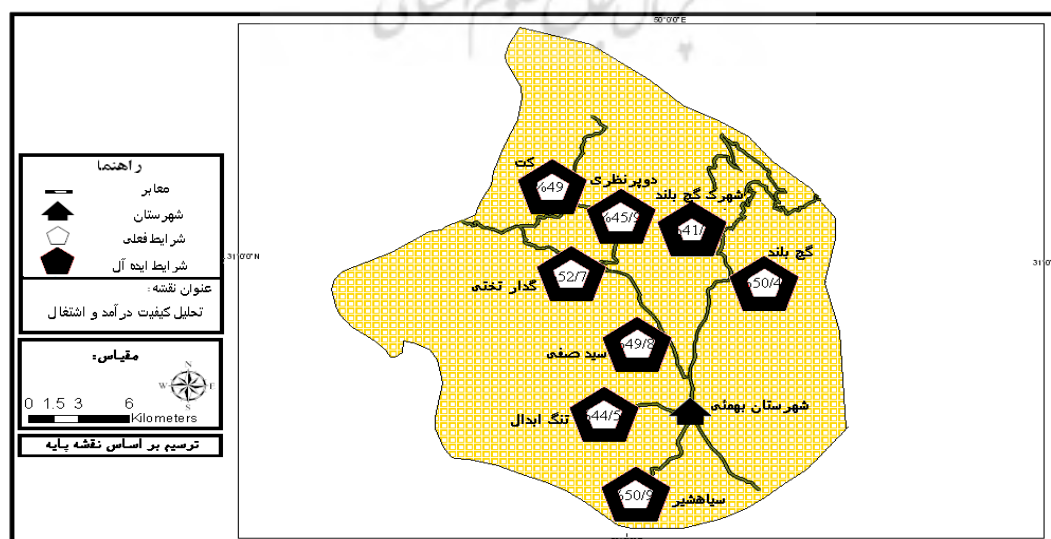 50°0'0"E
راهنما
معابر
شهرستان
شرایط فعلی
شرایط ایده آل
عنوان نقشه:
تحلیل کیفیت درآمد و اشتغال
مقیاس:
N
W E
S
0 1.5 3 6
Kilometers
ترسیم بر اساس نقشه پایه
31°0'0"N
31°0'
کت
%49
دوپر نظری
%45/9
شهرک گچ بلند
%41/
گچ بلند
50/4
52/7
گدار تختی
%49/8
سید صفی
شهرستان بهمئی
%44/5
تنگ ابدال
%50/9
سیاهشیر